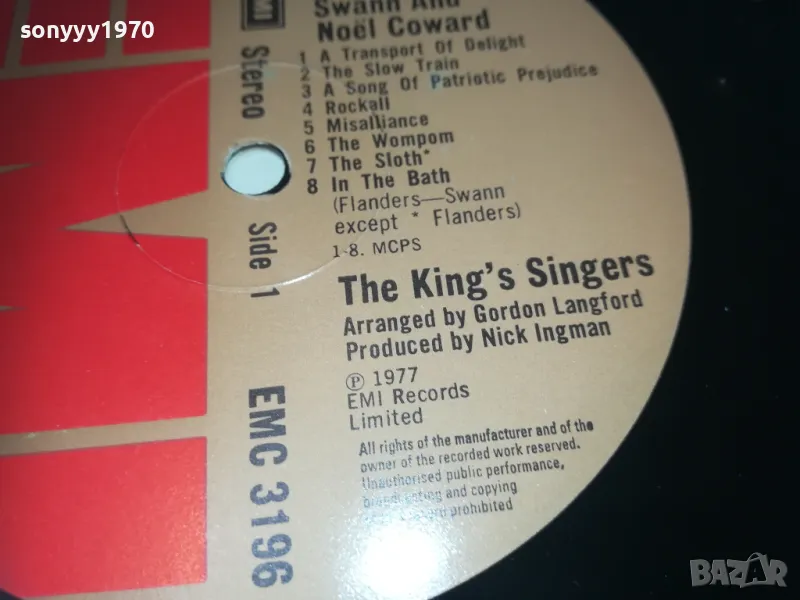 sonyyy1970
EMI
Stereo
Side 1
EMC 3196
Swann And
Noël Coward
1 A Transport Of Delight
2 The Slow Train
3 A Song Of Patriotic Prejudice
4 Rockall
5 Misalliance
6 The Wompom
7 The Sloth*
8 In The Bath
(Flanders—Swann
except * Flanders)
1-8. MCPS
The King's Singers
Arranged by Gordon Langford
Produced by Nick Ingman
℗ 1977
EMI Records
Limited
All rights of the manufacturer and of the
owner of the recorded work reserved.
Unauthorised public performance,
broadcasting and copying
prohibited
BAZAR